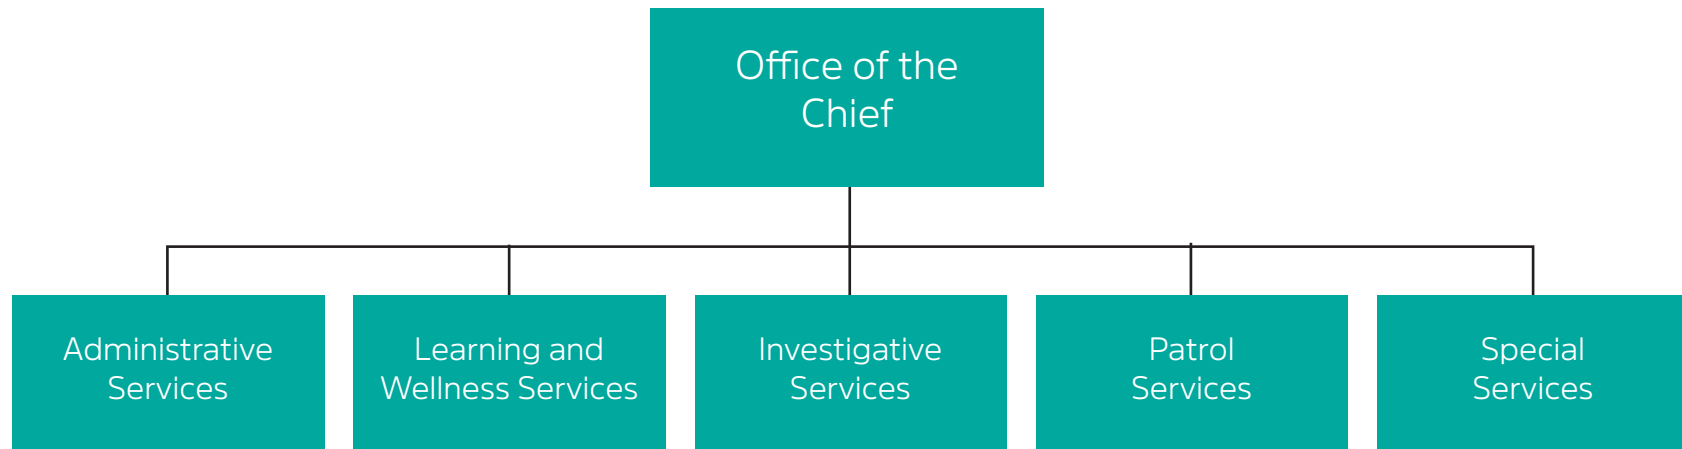 Office of the
Chief
Administrative
Services
Learning and
Wellness Services
Investigative
Services
Patrol
Services
Special
Services